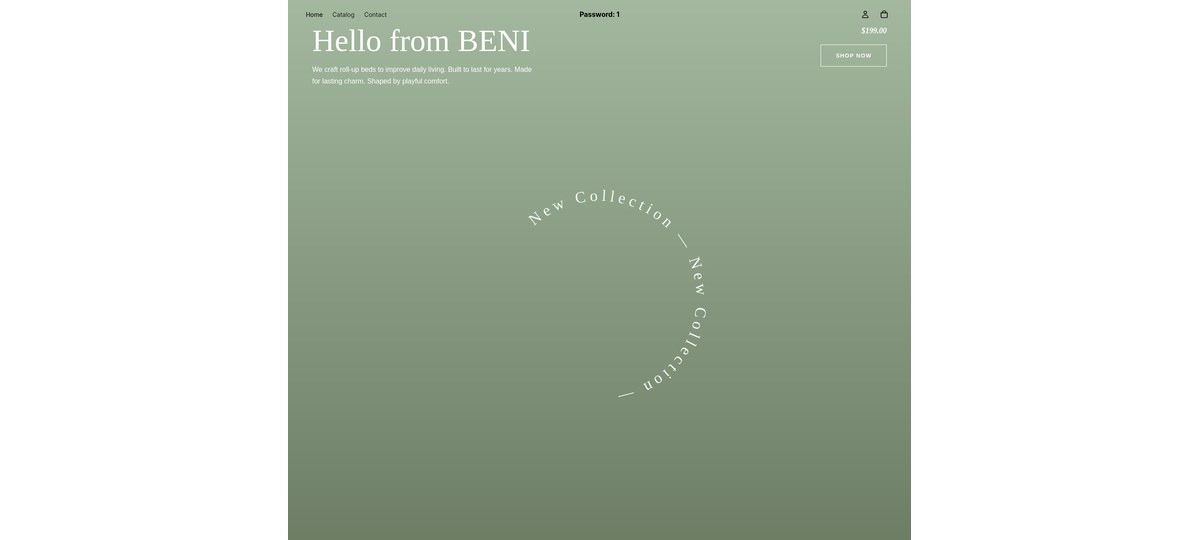 Home Catalog Contact
Password: 1
$199.00
Hello from BENI
SHOP NOW
We craft roll-up beds to improve daily living. Built to last for years. Made
for lasting charm. Shaped by playful comfort.
New Collection — New Collection —